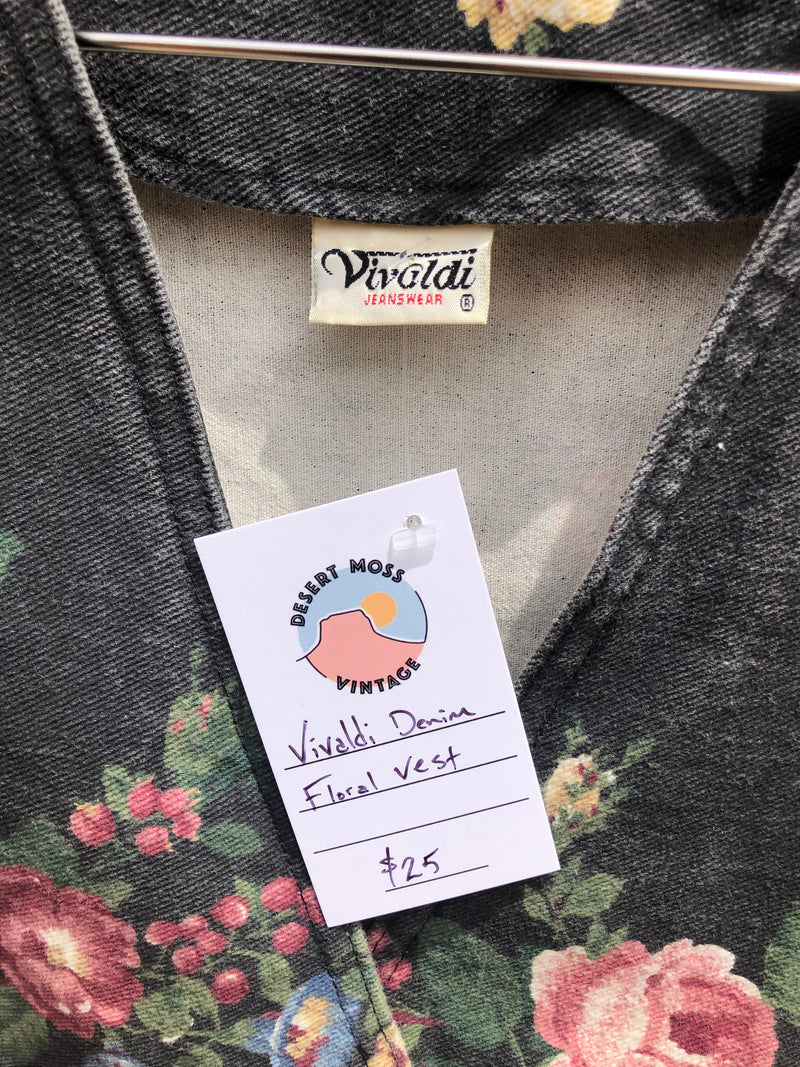 Vivaldi
JEANSWEAR ®
DESERT MOSS
VINTAGE
Vivaldi Denim
Floral Vest
$25